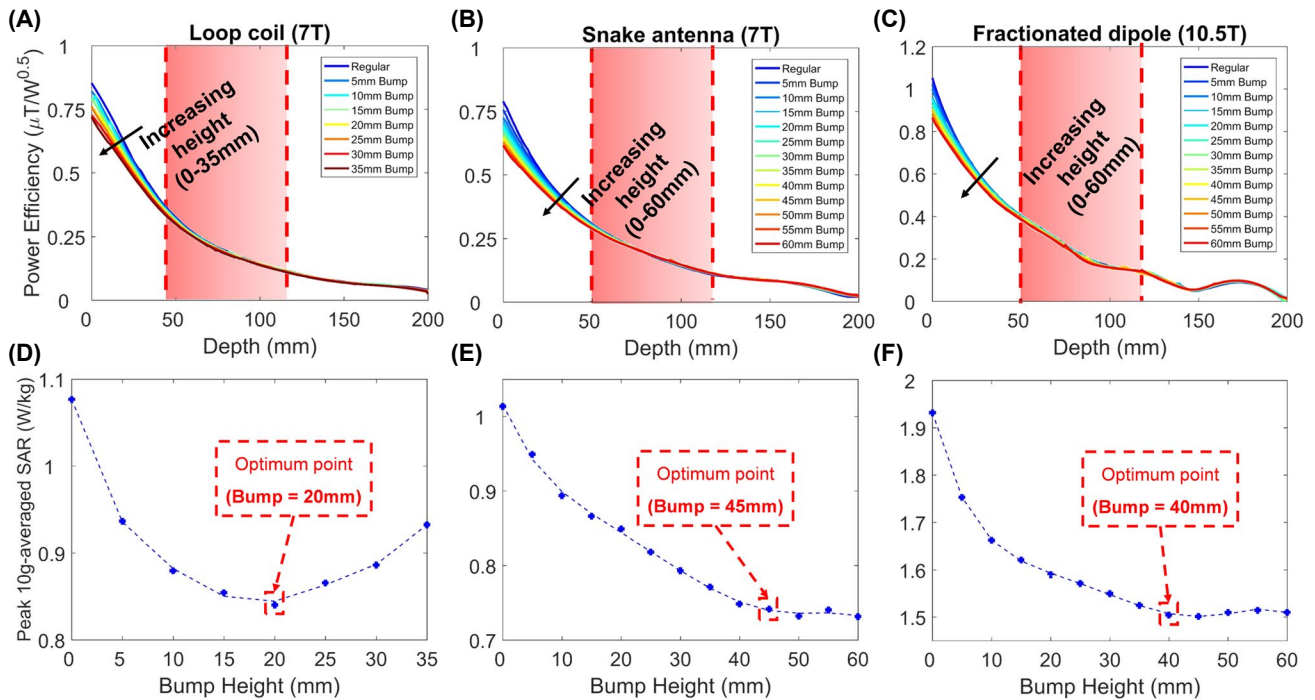 (A)
Loop coil (7T)
Power Efficiency (μT/W^0.5)
1
0.75
0.5
0.25
0
Increasing
height
(0-35mm)
Regular
5mm Bump
10mm Bump
15mm Bump
20mm Bump
25mm Bump
30mm Bump
35mm Bump
0 50 100 150 200
Depth (mm)
(B)
Snake antenna (7T)
1
0.75
0.5
0.25
0
Increasing
height
(0-60mm)
Regular
5mm Bump
10mm Bump
15mm Bump
20mm Bump
25mm Bump
30mm Bump
35mm Bump
40mm Bump
45mm Bump
50mm Bump
55mm Bump
60mm Bump
0 50 100 150 200
Depth (mm)
(C)
Fractionated dipole (10.5T)
1.2
1
0.8
0.6
0.4
0.2
0
Increasing
height
(0-60mm)
Regular
5mm Bump
10mm Bump
15mm Bump
20mm Bump
25mm Bump
30mm Bump
35mm Bump
40mm Bump
45mm Bump
50mm Bump
55mm Bump
60mm Bump
0 50 100 150 200
Depth (mm)
(D)
Peak 10g-averaged SAR (W/kg)
1.1
1
0.9
0.8
Optimum point
(Bump = 20mm)
0 5 10 15 20 25 30 35
Bump Height (mm)
(E)
1
0.9
0.8
0.7
Optimum point
(Bump = 45mm)
0 10 20 30 40 50 60
Bump Height (mm)
(F)
2
1.9
1.8
1.7
1.6
1.5
1.4
Optimum point
(Bump = 40mm)
0 10 20 30 40 50 60
Bump Height (mm)